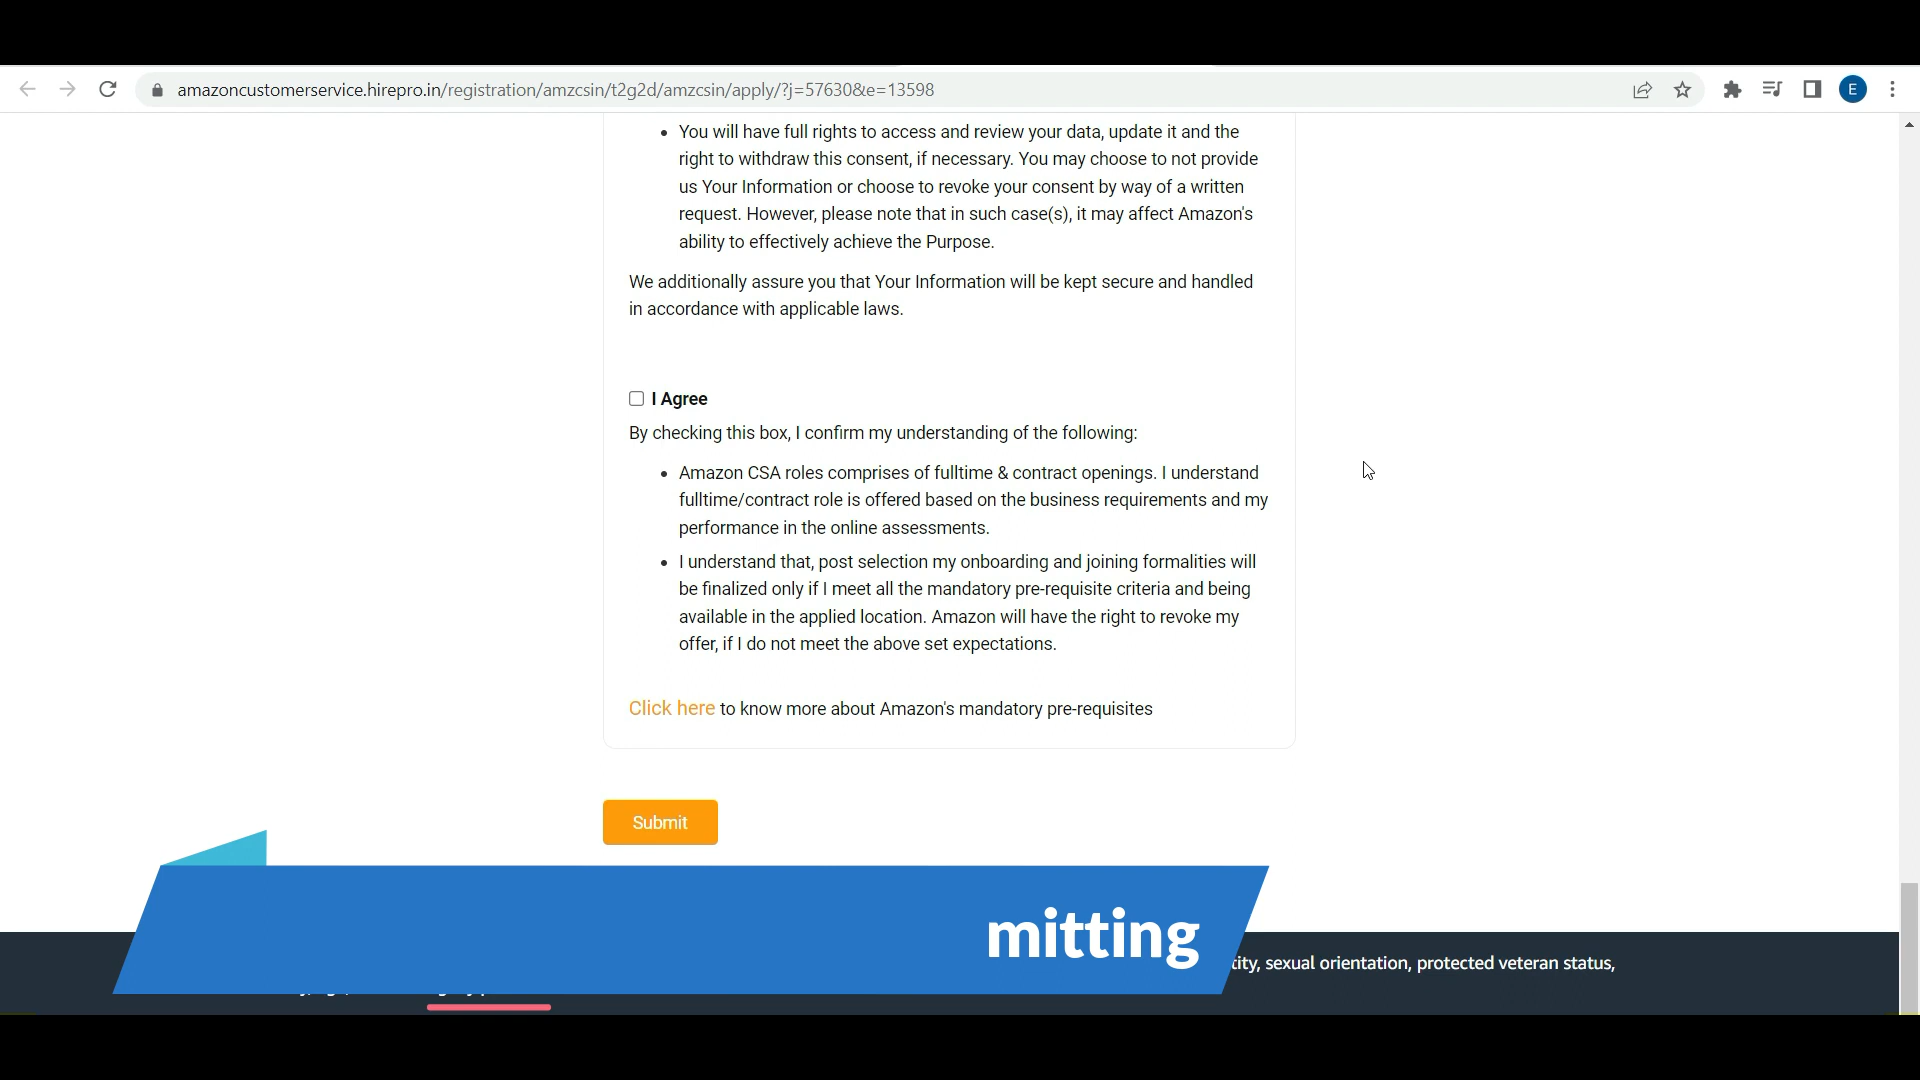 amazoncustomerservice.hirepro.in/registration/amzcsin/t2g2d/amzcsin/apply/?j=57630&e=13598
E
• You will have full rights to access and review your data, update it and the
right to withdraw this consent, if necessary. You may choose to not provide
us Your Information or choose to revoke your consent by way of a written
request. However, please note that in such case(s), it may affect Amazon's
ability to effectively achieve the Purpose.
We additionally assure you that Your Information will be kept secure and handled
in accordance with applicable laws.
I Agree
By checking this box, I confirm my understanding of the following:
• Amazon CSA roles comprises of fulltime & contract openings. I understand
fulltime/contract role is offered based on the business requirements and my
performance in the online assessments.
• I understand that, post selection my onboarding and joining formalities will
be finalized only if I meet all the mandatory pre-requisite criteria and being
available in the applied location. Amazon will have the right to revoke my
offer, if I do not meet the above set expectations.
Click here to know more about Amazon's mandatory pre-requisites
Submit
mitting
tity, sexual orientation, protected veteran status,